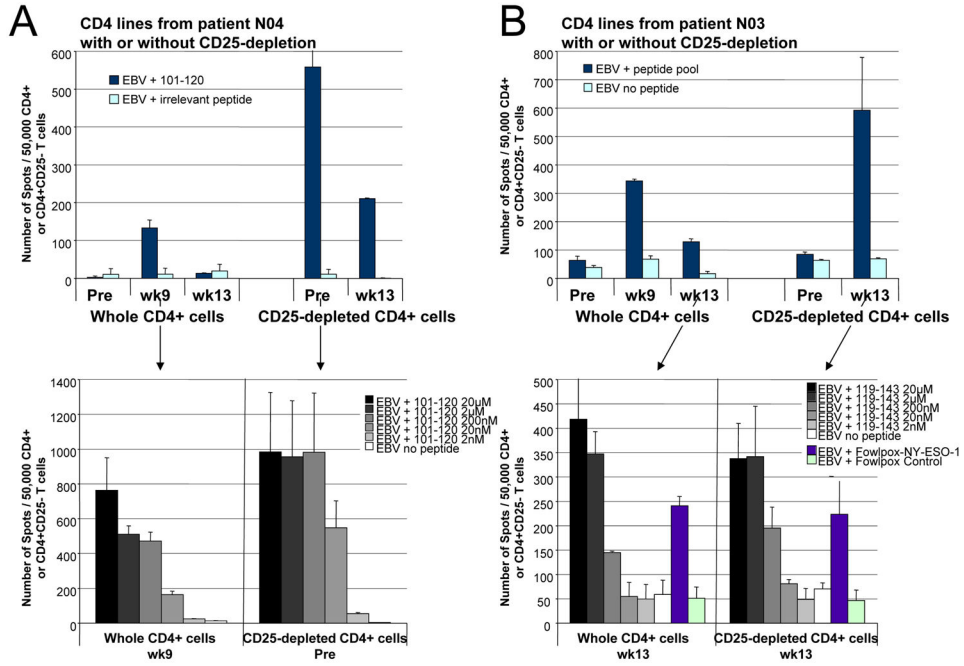 A
CD4 lines from patient N04
with or without CD25-depletion
Number of Spots / 50,000 CD4+
or CD4+CD25- T cells
600
500
400
300
200
100
0
EBV + 101-120
EBV + irrelevant peptide
Pre wk9 wk13 Pre wk13
Whole CD4+ cells CD25-depleted CD4+ cells
Number of Spots / 50,000 CD4+
or CD4+CD25- T cells
1400
1200
1000
800
600
400
200
0
EBV + 101-120 20µM
EBV + 101-120 2µM
EBV + 101-120 200nM
EBV + 101-120 20nM
EBV + 101-120 2nM
EBV no peptide
Whole CD4+ cells CD25-depleted CD4+ cells
wk9 Pre
B
CD4 lines from patient N03
with or without CD25-depletion
Number of Spots / 50,000 CD4+
or CD4+CD25- T cells
800
700
600
500
400
300
200
100
0
EBV + peptide pool
EBV no peptide
Pre wk9 wk13 Pre wk13
Whole CD4+ cells CD25-depleted CD4+ cells
Number of Spots / 50,000 CD4+
or CD4+CD25- T cells
500
450
400
350
300
250
200
150
100
50
0
EBV + 119-143 20µM
EBV + 119-143 2µM
EBV + 119-143 200nM
EBV + 119-143 20nM
EBV + 119-143 2nM
EBV no peptide
EBV + Fowlpox-NY-ESO-1
EBV + Fowlpox Control
Whole CD4+ cells CD25-depleted CD4+ cells
wk13 wk13